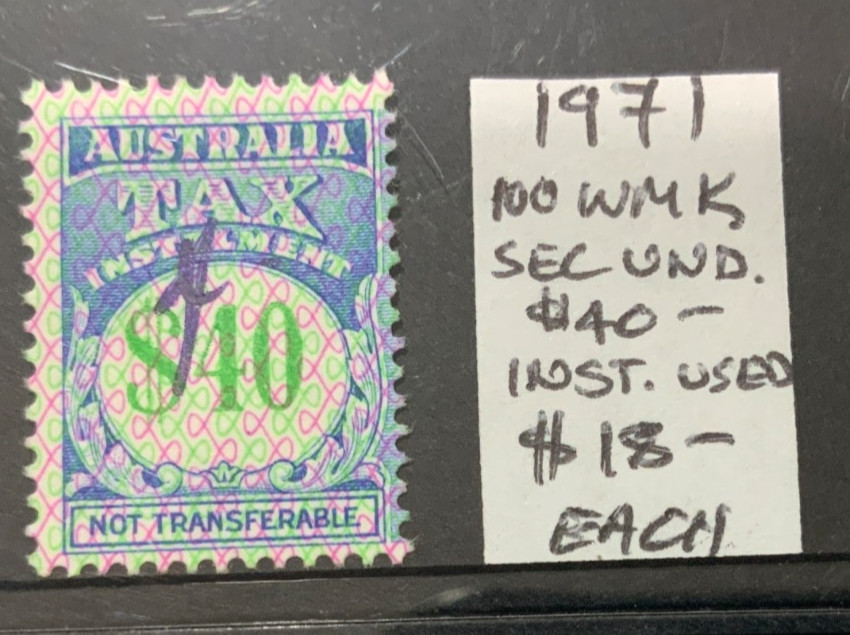 AUSTRALIA
TAX
INSTALMENT
$40
NOT TRANSFERABLE
1971
100 WMK
SEC UND.
$40-
INST. USED
$18-
EACH